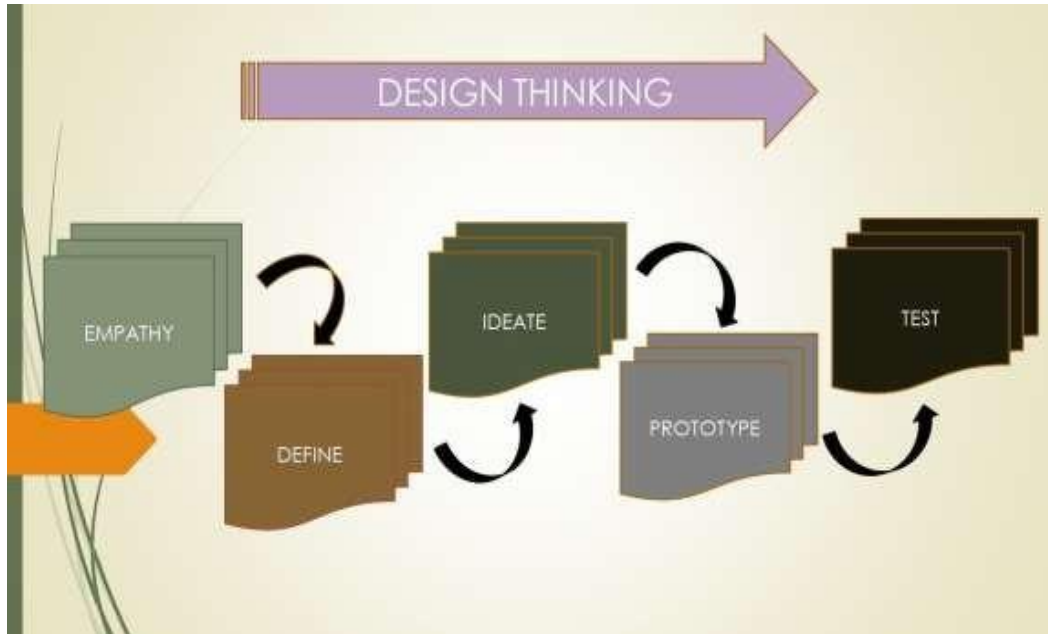 DESIGN THINKING
EMPATHY
DEFINE
IDEATE
PROTOTYPE
TEST